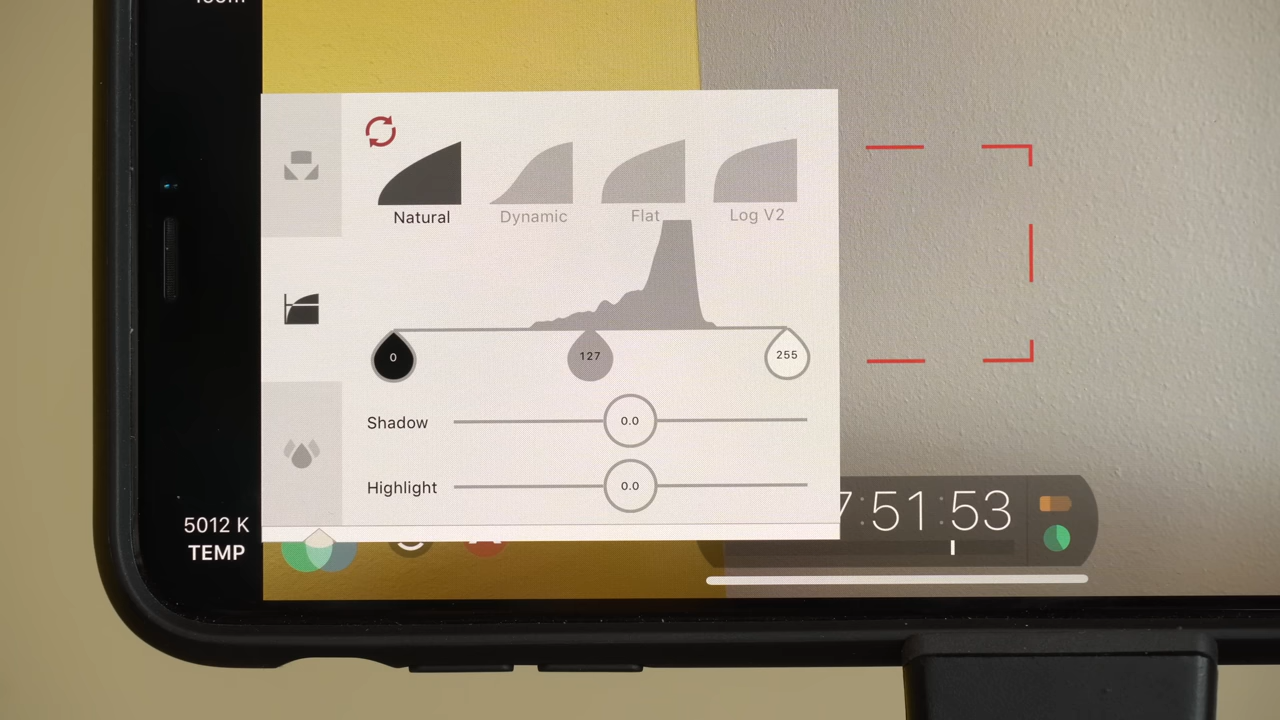 Natural
Dynamic
Flat
Log V2
0
127
255
Shadow
0.0
Highlight
0.0
7:51:53
5012 K
TEMP